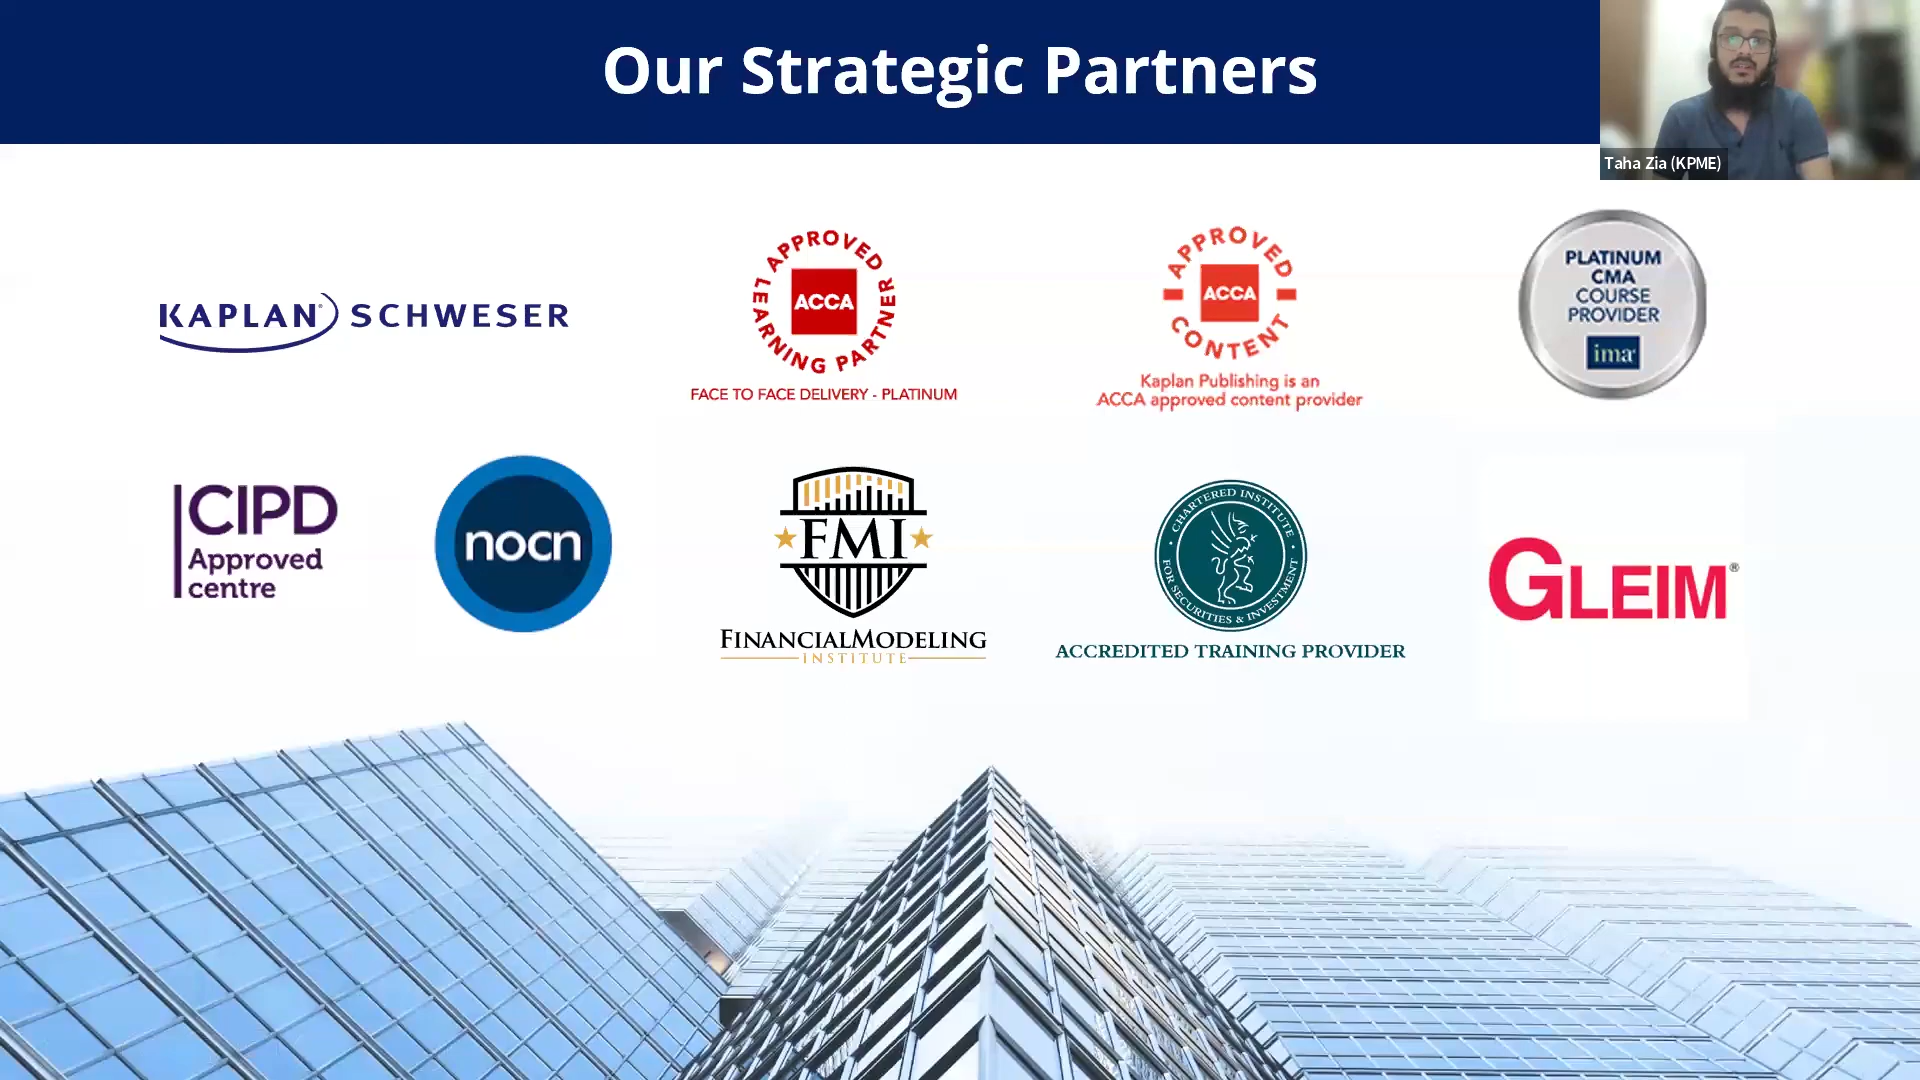 Our Strategic Partners
Taha Zia (KPME)
KAPLAN® SCHWESER
APPROVED
LEARNING PARTNER
ACCA
FACE TO FACE DELIVERY - PLATINUM
APPROVED
ACCA
CONTENT
Kaplan Publishing is an
ACCA approved content provider
PLATINUM
CMA
COURSE
PROVIDER
ima
CIPD
Approved
centre
nocn
FMI
FINANCIALMODELING
INSTITUTE
CHARTERED INSTITUTE
FOR SECURITIES & INVESTMENT
ACCREDITED TRAINING PROVIDER
GLEIM®